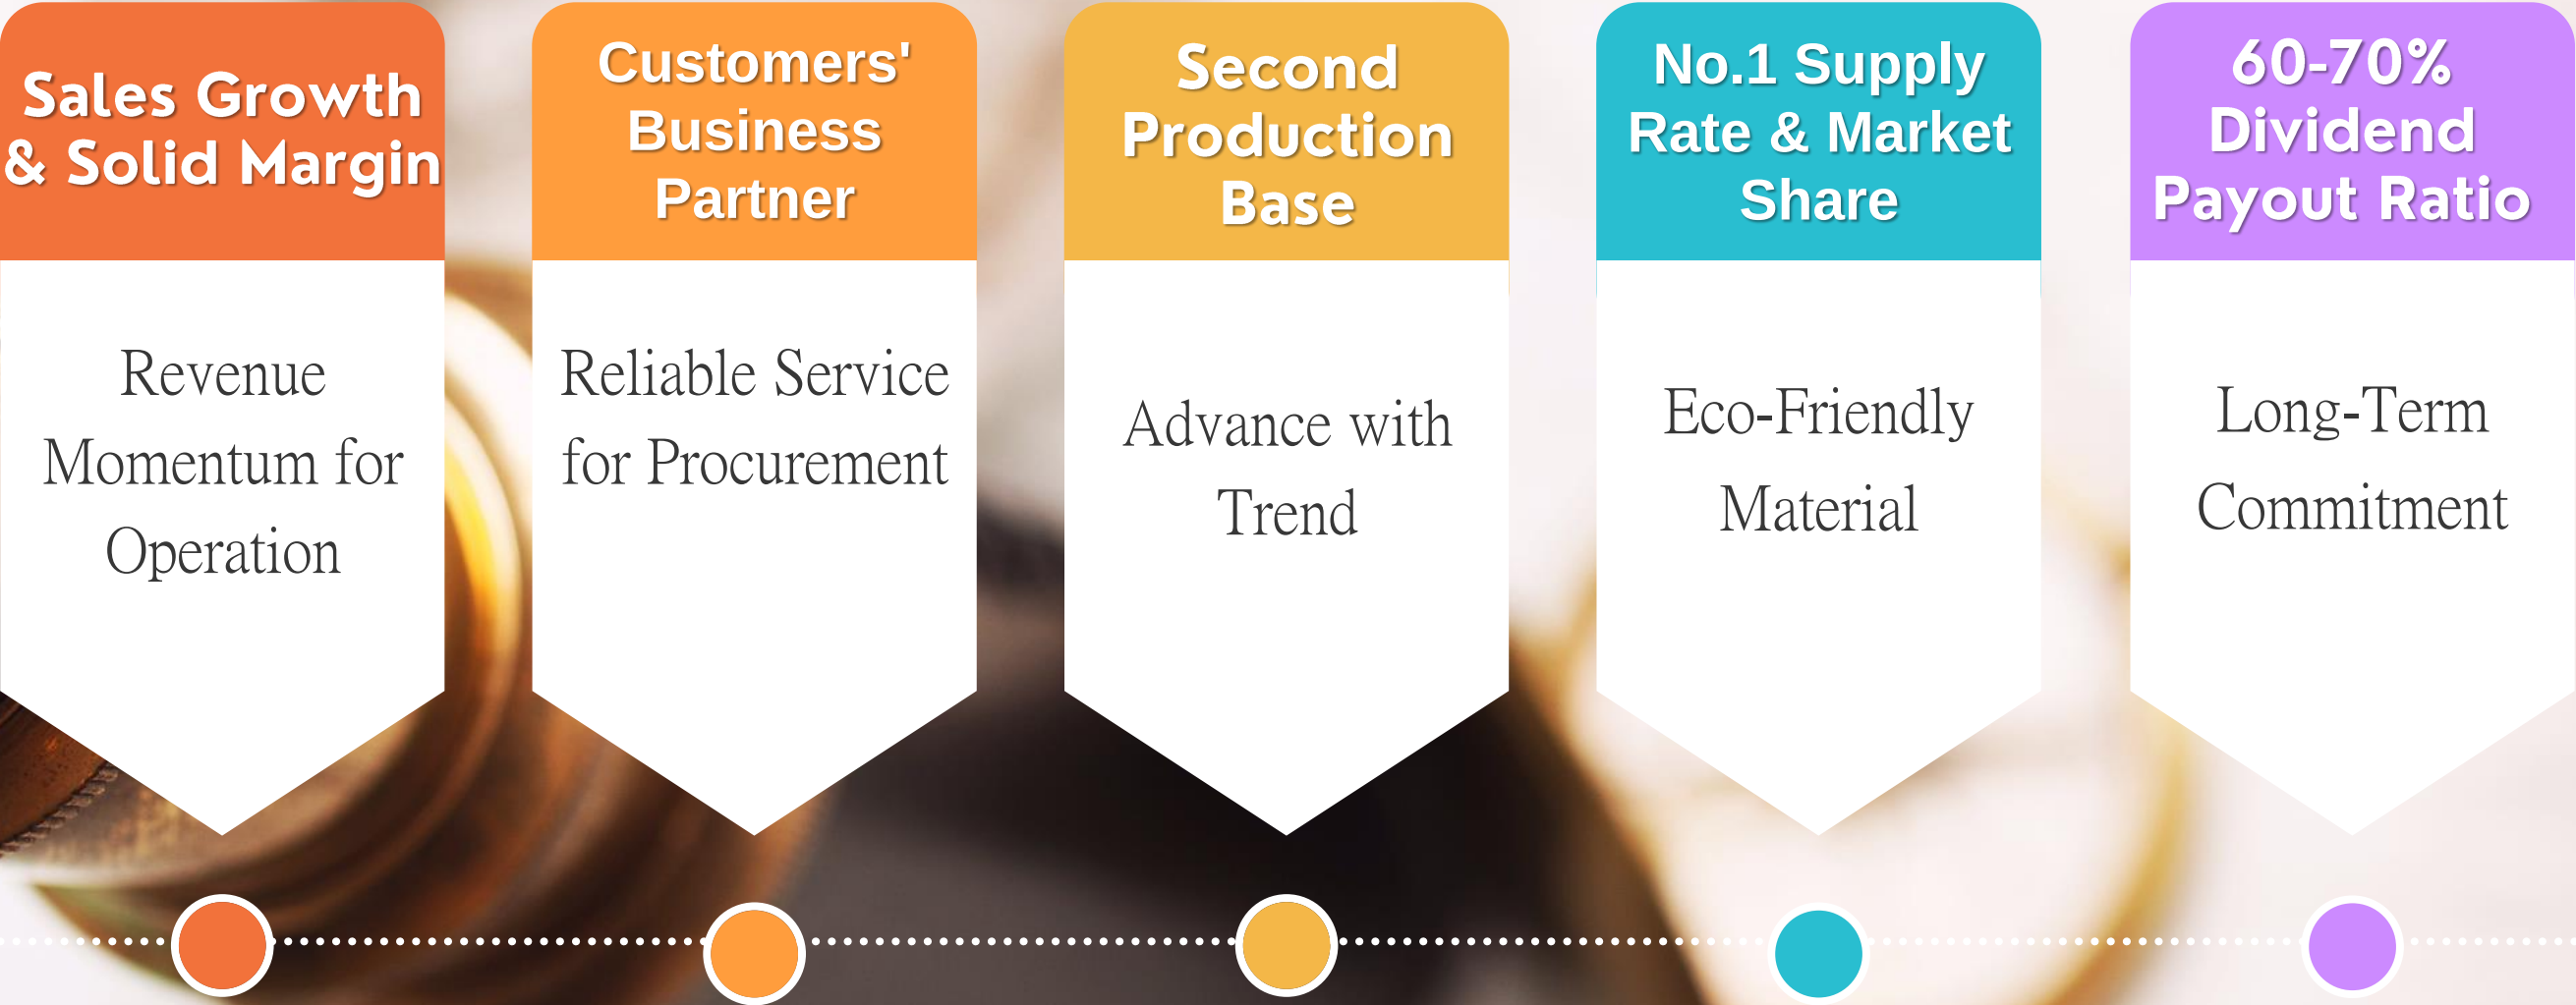 Sales Growth
& Solid Margin
Revenue
Momentum for
Operation
Customers'
Business
Partner
Reliable Service
for Procurement
Second
Production
Base
Advance with
Trend
No.1 Supply
Rate & Market
Share
Eco-Friendly
Material
60-70%
Dividend
Payout Ratio
Long-Term
Commitment